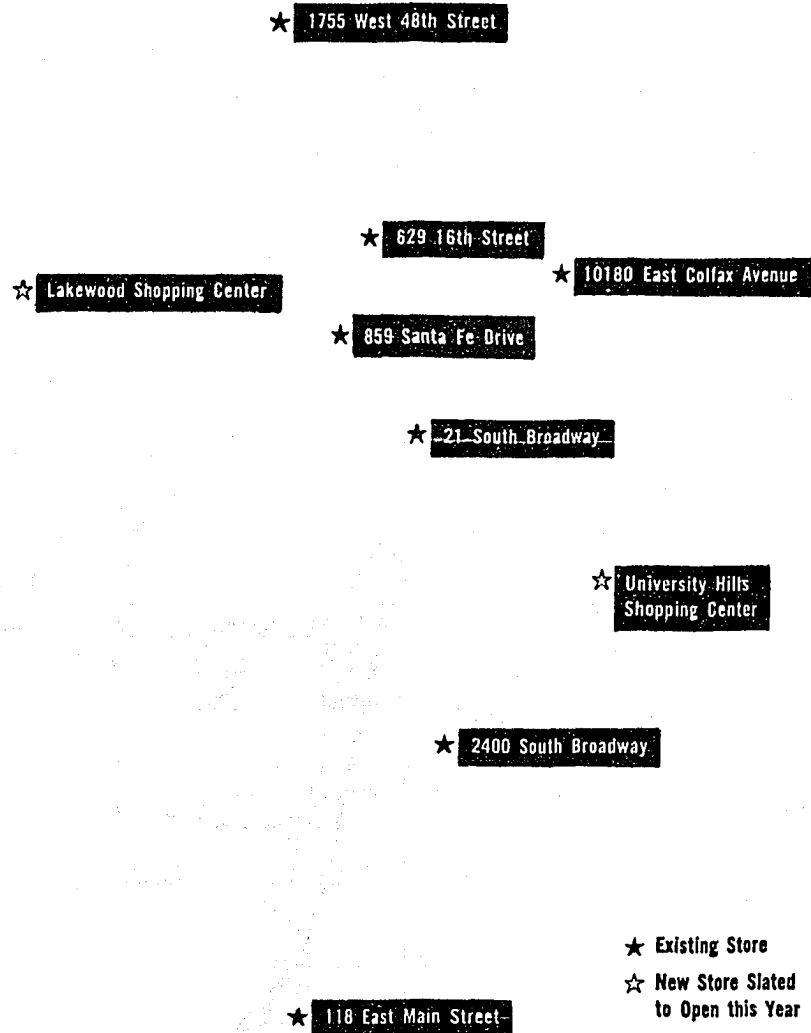 1755 West 48th Street
629 16th Street
10180 East Colfax Avenue
Lakewood Shopping Center
859 Santa Fe Drive
21 South Broadway
University Hills
Shopping Center
2400 South Broadway
Existing Store
New Store Slated
to Open this Year
118 East Main Street